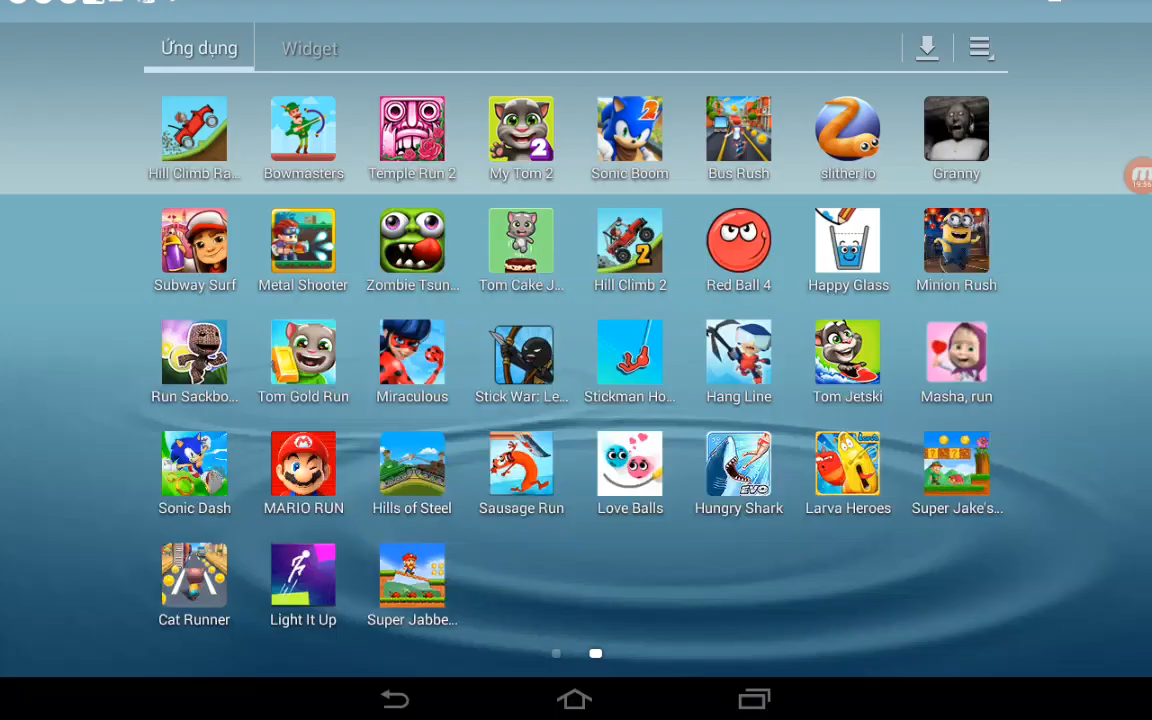 Ứng dụng Widget
Hill Climb Ra... Bowmasters Temple Run 2 My Tom 2 Sonic Boom Bus Rush slither.io Granny
19:56
Subway Surf Metal Shooter Zombie Tsun... Tom Cake J... Hill Climb 2 Red Ball 4 Happy Glass Minion Rush
Run Sackbo... Tom Gold Run Miraculous Stick War: Le... Stickman Ho... Hang Line Tom Jetski Masha, run
Sonic Dash MARIO RUN Hills of Steel Sausage Run Love Balls Hungry Shark Larva Heroes Super Jake's...
Cat Runner Light It Up Super Jabbe...